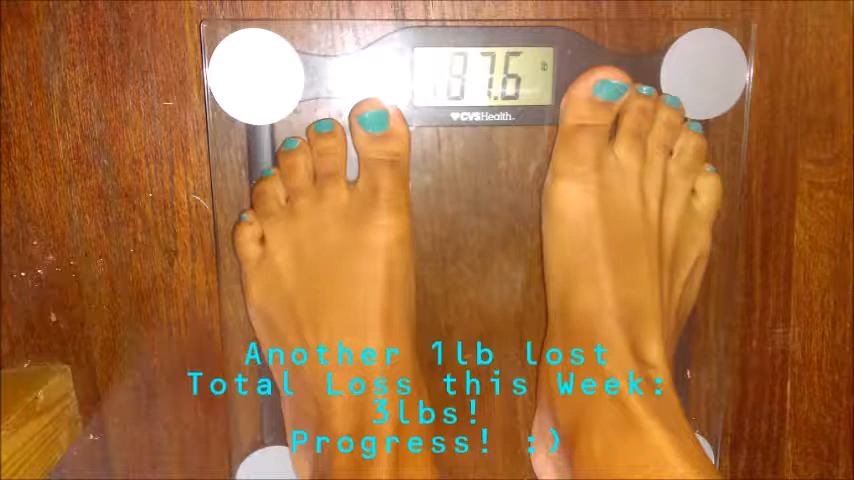 187.6 lb
CVSHealth
Another 1lb lost
Total Loss this Week:
3lbs!
Progress! :)